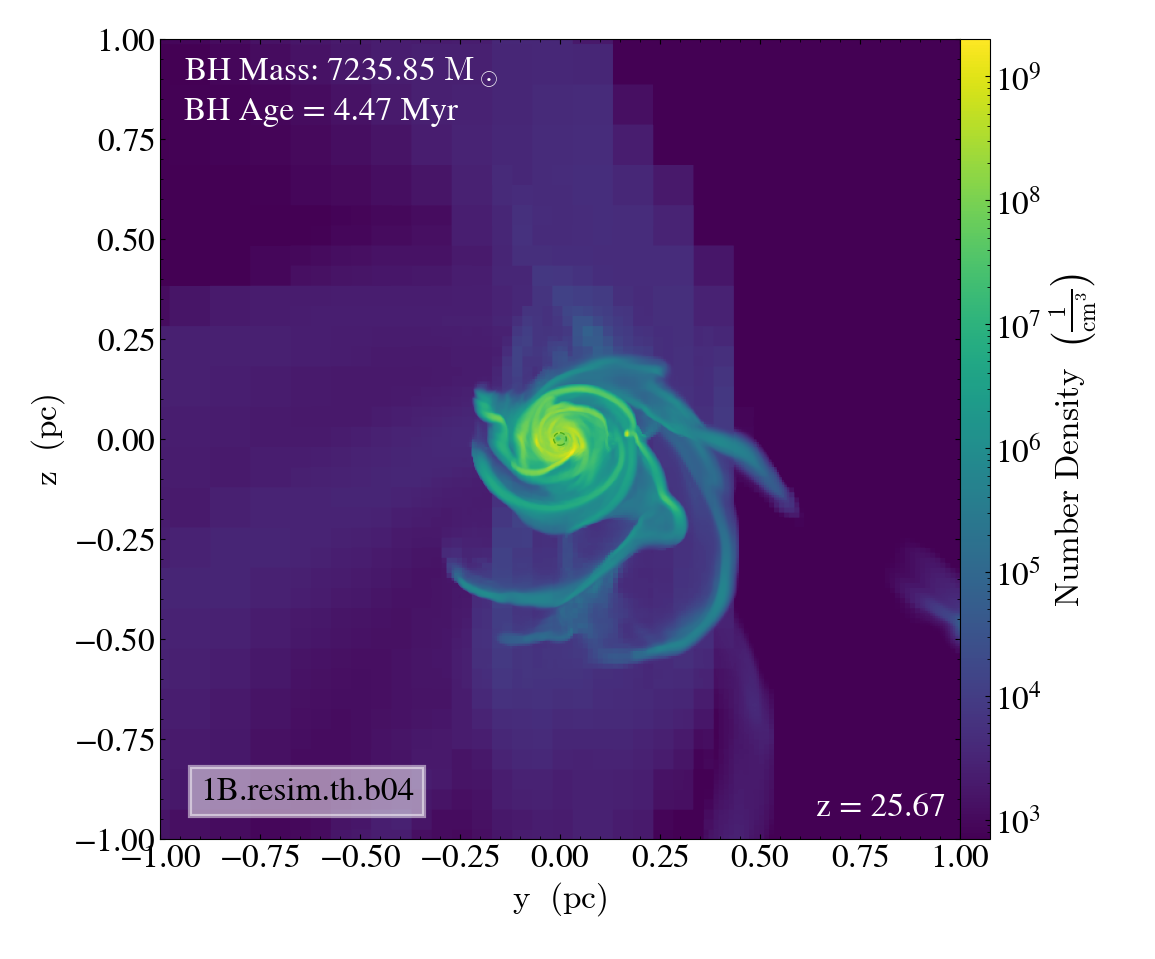 BH Mass: 7235.85 M⊙
BH Age = 4.47 Myr
1.00
0.75
0.50
0.25
0.00
−0.25
−0.50
−0.75
−1.00
z (pc)
1B.resim.th.b04
z = 25.67
−1.00 −0.75 −0.50 −0.25 0.00 0.25 0.50 0.75 1.00
y (pc)
10⁹
10⁸
10⁷
10⁶
10⁵
10⁴
10³
Number Density (1/cm³)